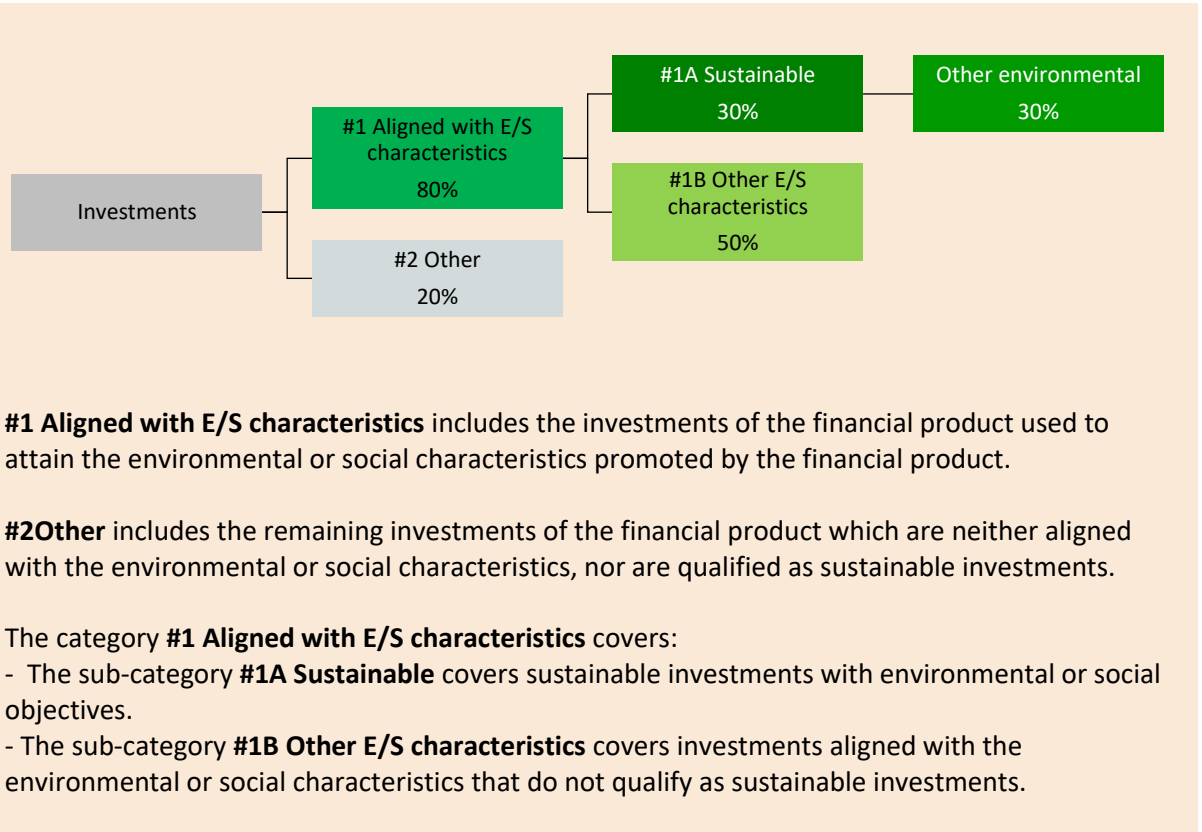 Investments
#1 Aligned with E/S
characteristics
80%
#2 Other
20%
#1A Sustainable
30%
#1B Other E/S
characteristics
50%
Other environmental
30%
#1 Aligned with E/S characteristics includes the investments of the financial product used to
attain the environmental or social characteristics promoted by the financial product.
#2Other includes the remaining investments of the financial product which are neither aligned
with the environmental or social characteristics, nor are qualified as sustainable investments.
The category #1 Aligned with E/S characteristics covers:
- The sub-category #1A Sustainable covers sustainable investments with environmental or social
objectives.
- The sub-category #1B Other E/S characteristics covers investments aligned with the
environmental or social characteristics that do not qualify as sustainable investments.